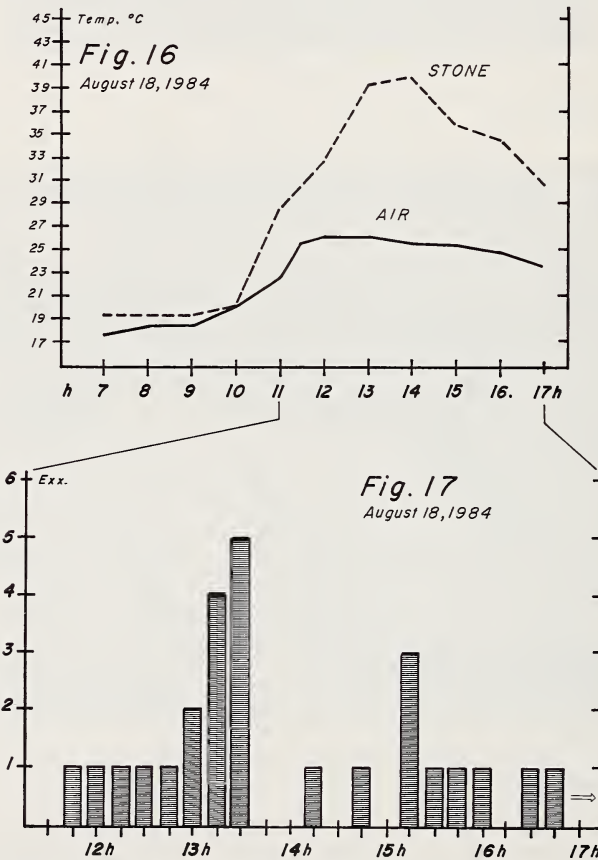 45 Temp. °C
43
41
39
37
35
33
31
29
27
25
23
21
19
17
Fig. 16
August 18, 1984
STONE
AIR
h 7 8 9 10 11 12 13 14 15 16. 17h
6 Exx.
5
4
3
2
1
Fig. 17
August 18, 1984
12h 13h 14h 15h 16h 17h